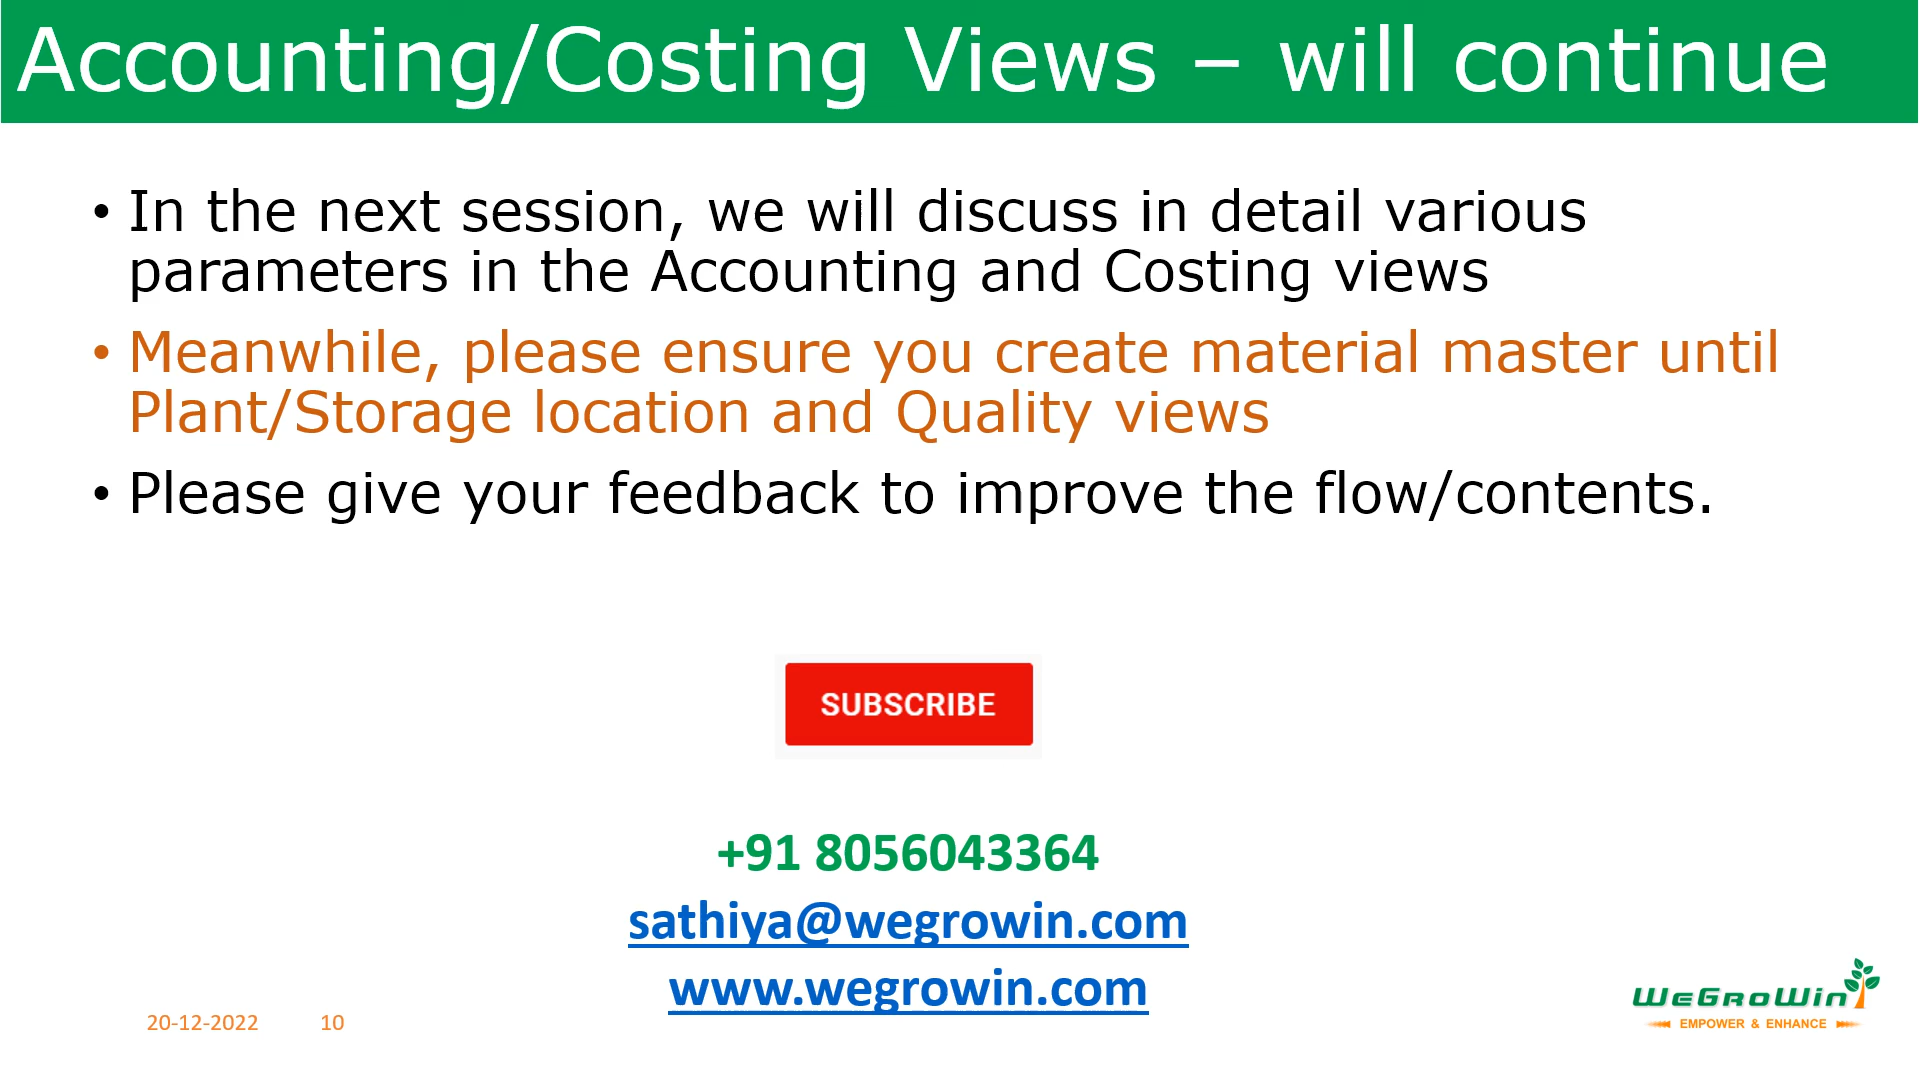 Accounting/Costing Views – will continue
• In the next session, we will discuss in detail various
parameters in the Accounting and Costing views
• Meanwhile, please ensure you create material master until
Plant/Storage location and Quality views
• Please give your feedback to improve the flow/contents.
SUBSCRIBE
+91 8056043364
sathiya@wegrowin.com
www.wegrowin.com
20-12-2022 10
WeGroWin
EMPOWER & ENHANCE